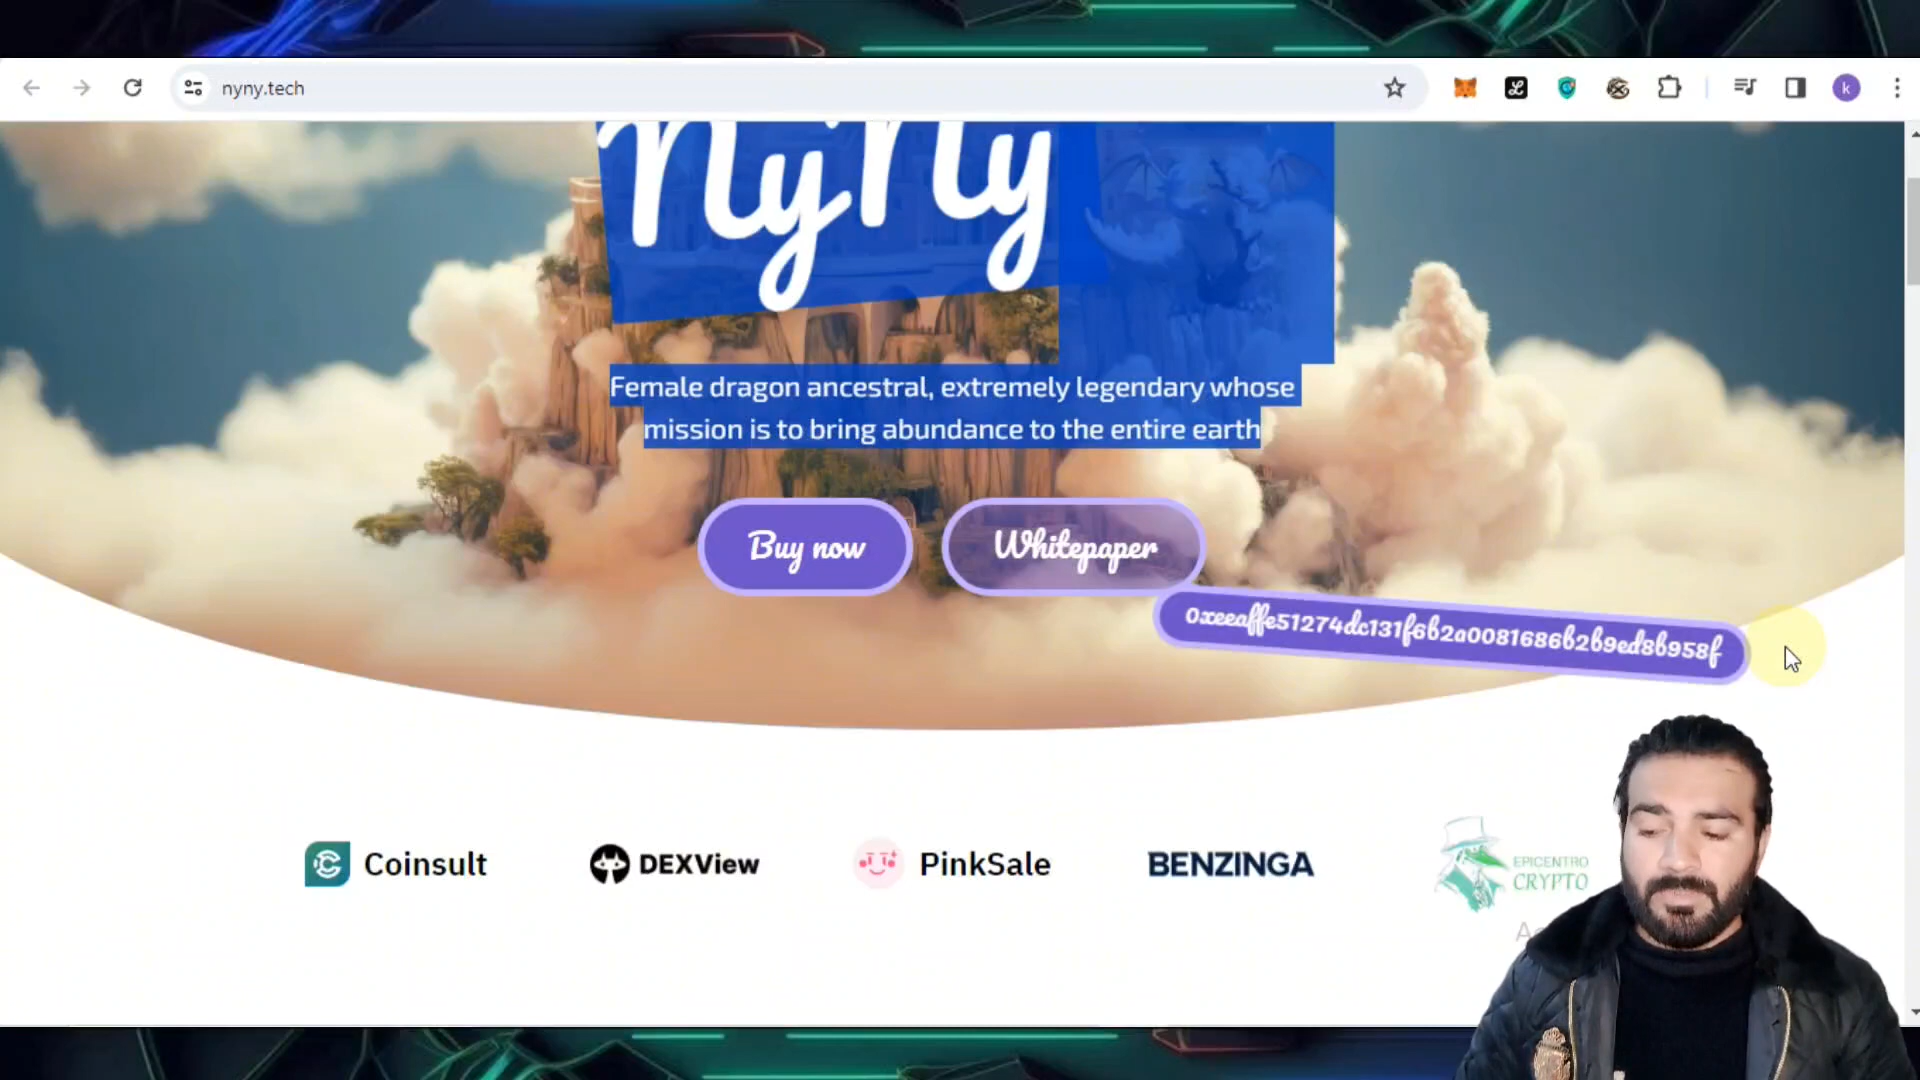 nyny.tech
k
NyNy
Female dragon ancestral, extremely legendary whose
mission is to bring abundance to the entire earth
Buy now
Whitepaper
0xeeaffe51274dc131f6b2a0081686b2b9ed8b958f
Coinsult
DEXView
PinkSale
BENZINGA
EPICENTRO
CRYPTO